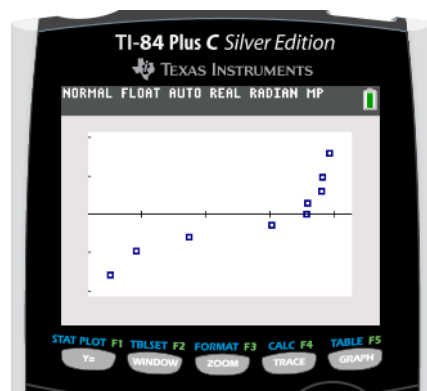 TI-84 Plus C Silver Edition
TEXAS INSTRUMENTS
NORMAL FLOAT AUTO REAL RADIAN MP
STAT PLOT F1 TBLSET F2 FORMAT F3 CALC F4 TABLE F5
Y= WINDOW ZOOM TRACE GRAPH